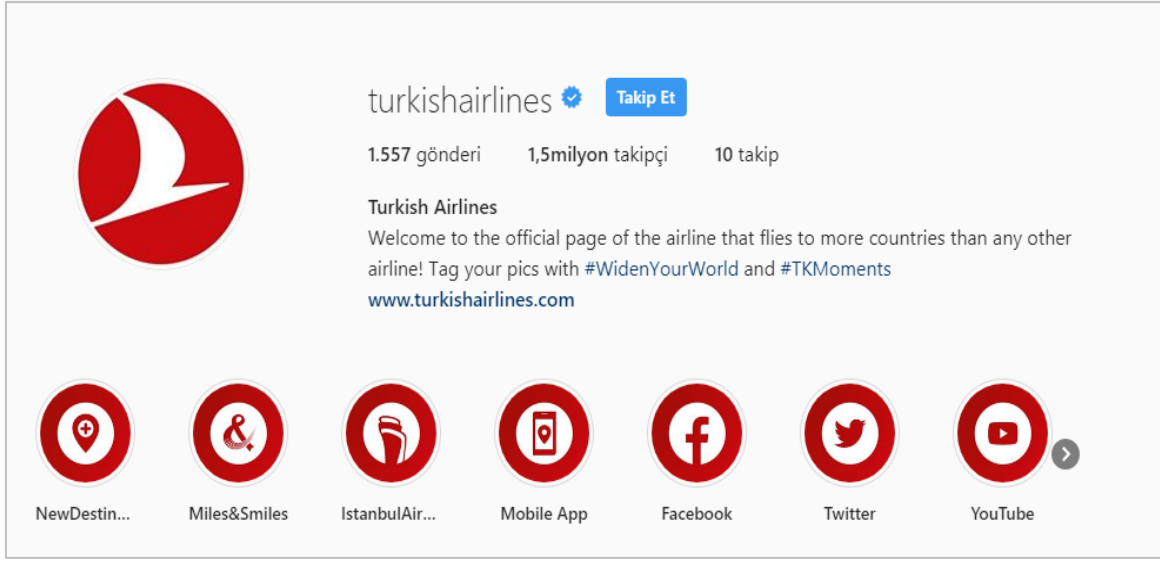 turkishairlines Takip Et
1.557 gönderi 1,5milyon takipçi 10 takip
Turkish Airlines
Welcome to the official page of the airline that flies to more countries than any other
airline! Tag your pics with #WidenYourWorld and #TKMoments
www.turkishairlines.com
NewDestin... Miles&Smiles IstanbulAir... Mobile App Facebook Twitter YouTube